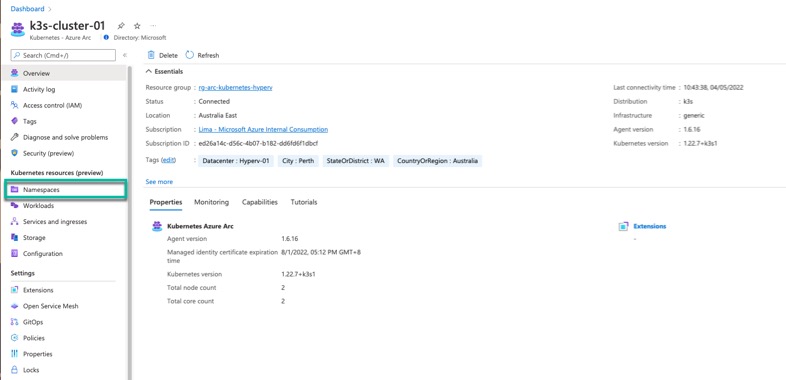 Dashboard >
k3s-cluster-01
Kubernetes - Azure Arc | Directory: Microsoft
Search (Cmd+/)
Overview
Activity log
Access control (IAM)
Tags
Diagnose and solve problems
Security (preview)
Kubernetes resources (preview)
Namespaces
Workloads
Services and ingresses
Storage
Configuration
Settings
Extensions
Open Service Mesh
GitOps
Policies
Properties
Locks
Delete Refresh
Essentials
Resource group : rg-arc-kubernetes-hyperv
Status : Connected
Location : Australia East
Subscription : Lima - Microsoft Azure Internal Consumption
Subscription ID : ed26a14c-d56c-4b07-b182-dd6fd6f1dbcf
Tags (edit) : Datacenter : Hyperv-01 City : Perth StateOrDistrict : WA CountryOrRegion : Australia
See more
Last connectivity time : 10:43:38, 04/05/2022
Distribution : k3s
Infrastructure : generic
Agent version : 1.6.16
Kubernetes version : 1.22.7+k3s1
Properties Monitoring Capabilities Tutorials
Kubernetes Azure Arc
Agent version 1.6.16
Managed identity certificate expiration 8/1/2022, 05:12 PM GMT+8
time
Kubernetes version 1.22.7+k3s1
Total node count 2
Total core count 2
Extensions
-